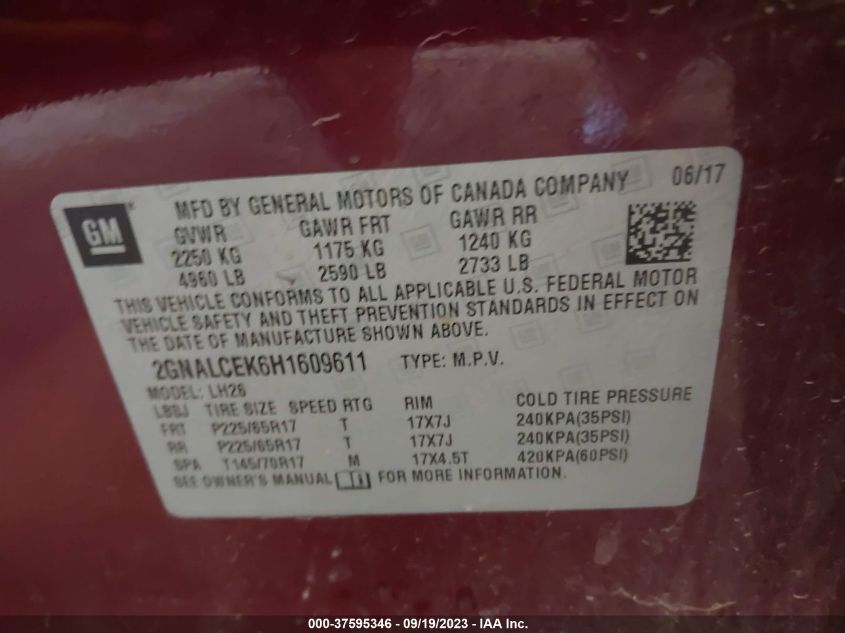 GM
MFD BY GENERAL MOTORS OF CANADA COMPANY 06/17
GVWR GAWR FRT GAWR RR
2250 KG 1175 KG 1240 KG
4960 LB 2590 LB 2733 LB
THIS VEHICLE CONFORMS TO ALL APPLICABLE U.S. FEDERAL MOTOR
VEHICLE SAFETY AND THEFT PREVENTION STANDARDS IN EFFECT ON
THE DATE OF MANUFACTURE SHOWN ABOVE.
2GNALCEK6H1609611 TYPE: M.P.V.
MODEL: LH26
LBBJ TIRE SIZE SPEED RTG RIM COLD TIRE PRESSURE
FRT P225/65R17 T 17X7J 240KPA(35PSI)
RR P225/65R17 T 17X7J 240KPA(35PSI)
SPA T145/70R17 M 17X4.5T 420KPA(60PSI)
SEE OWNER'S MANUAL FOR MORE INFORMATION.
000-37595346 - 09/19/2023 - IAA Inc.